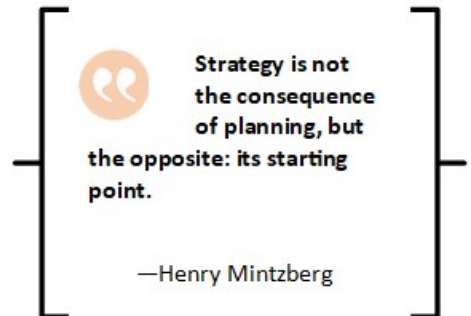 Strategy is not
the consequence
of planning, but
the opposite: its starting
point.
—Henry Mintzberg